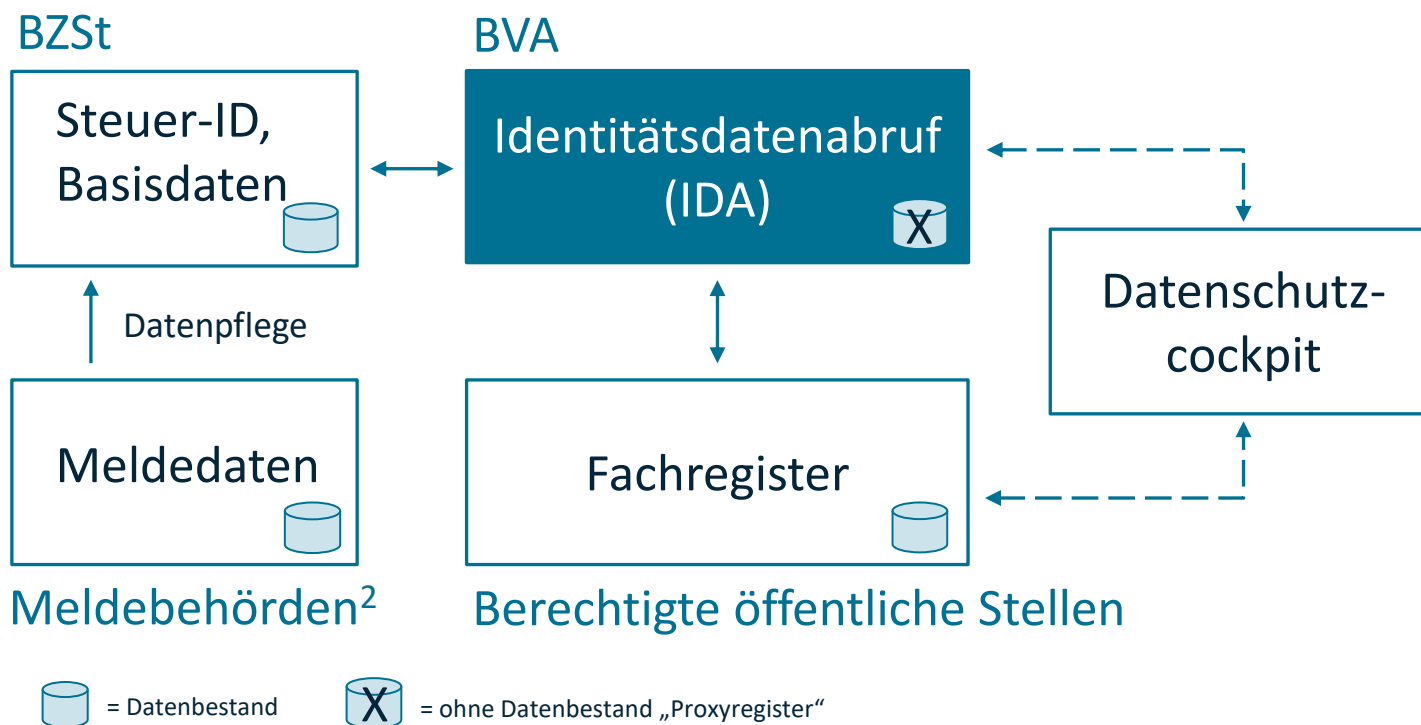 BZSt
BVA
Steuer-ID,
Basisdaten
Identitätsdatenabruf
(IDA)
X
Datenschutz-
cockpit
Datenpflege
Meldedaten
Fachregister
Meldebehörden²
Berechtigte öffentliche Stellen
= Datenbestand
X
= ohne Datenbestand „Proxyregister“